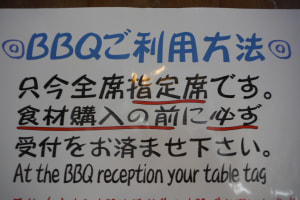 BBQご利用方法
只今全席指定席です。
食材購入の前に必ず
受付をお済ませ下さい。
At the BBQ reception your table tag